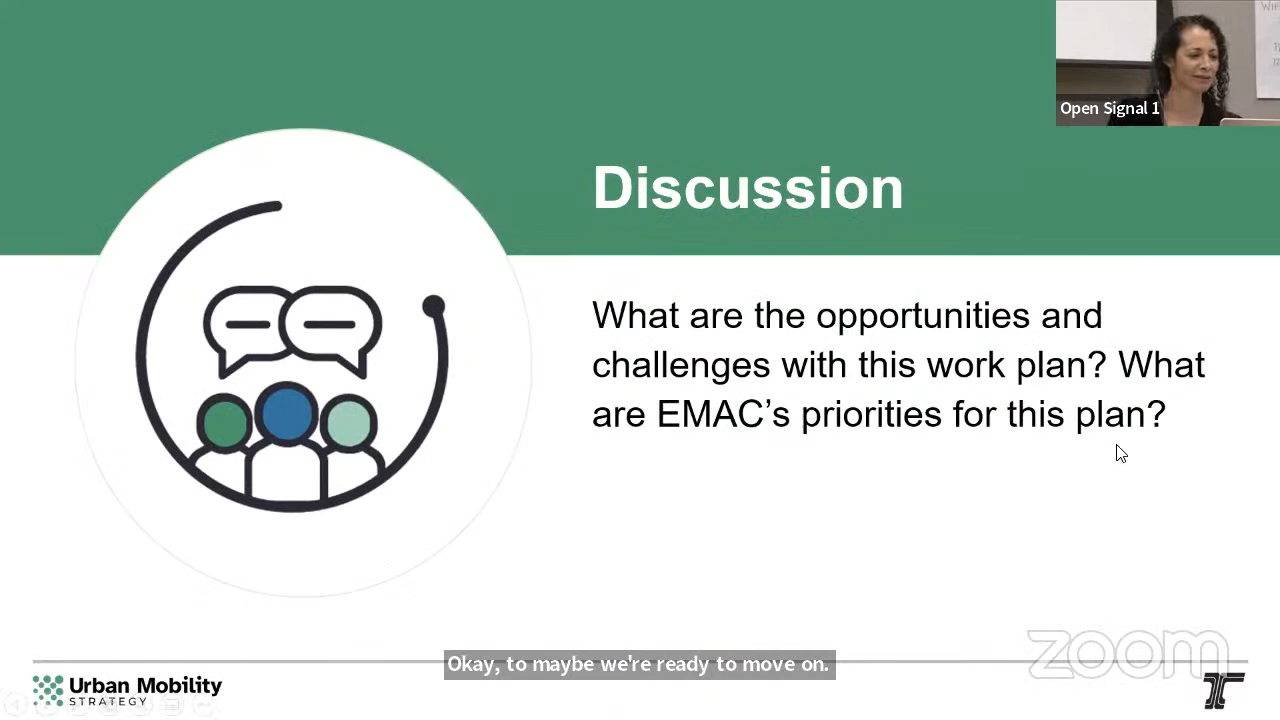 Open Signal 1
Discussion
What are the opportunities and
challenges with this work plan? What
are EMAC’s priorities for this plan?
zoom
Okay, to maybe we're ready to move on.
Urban Mobility
STRATEGY